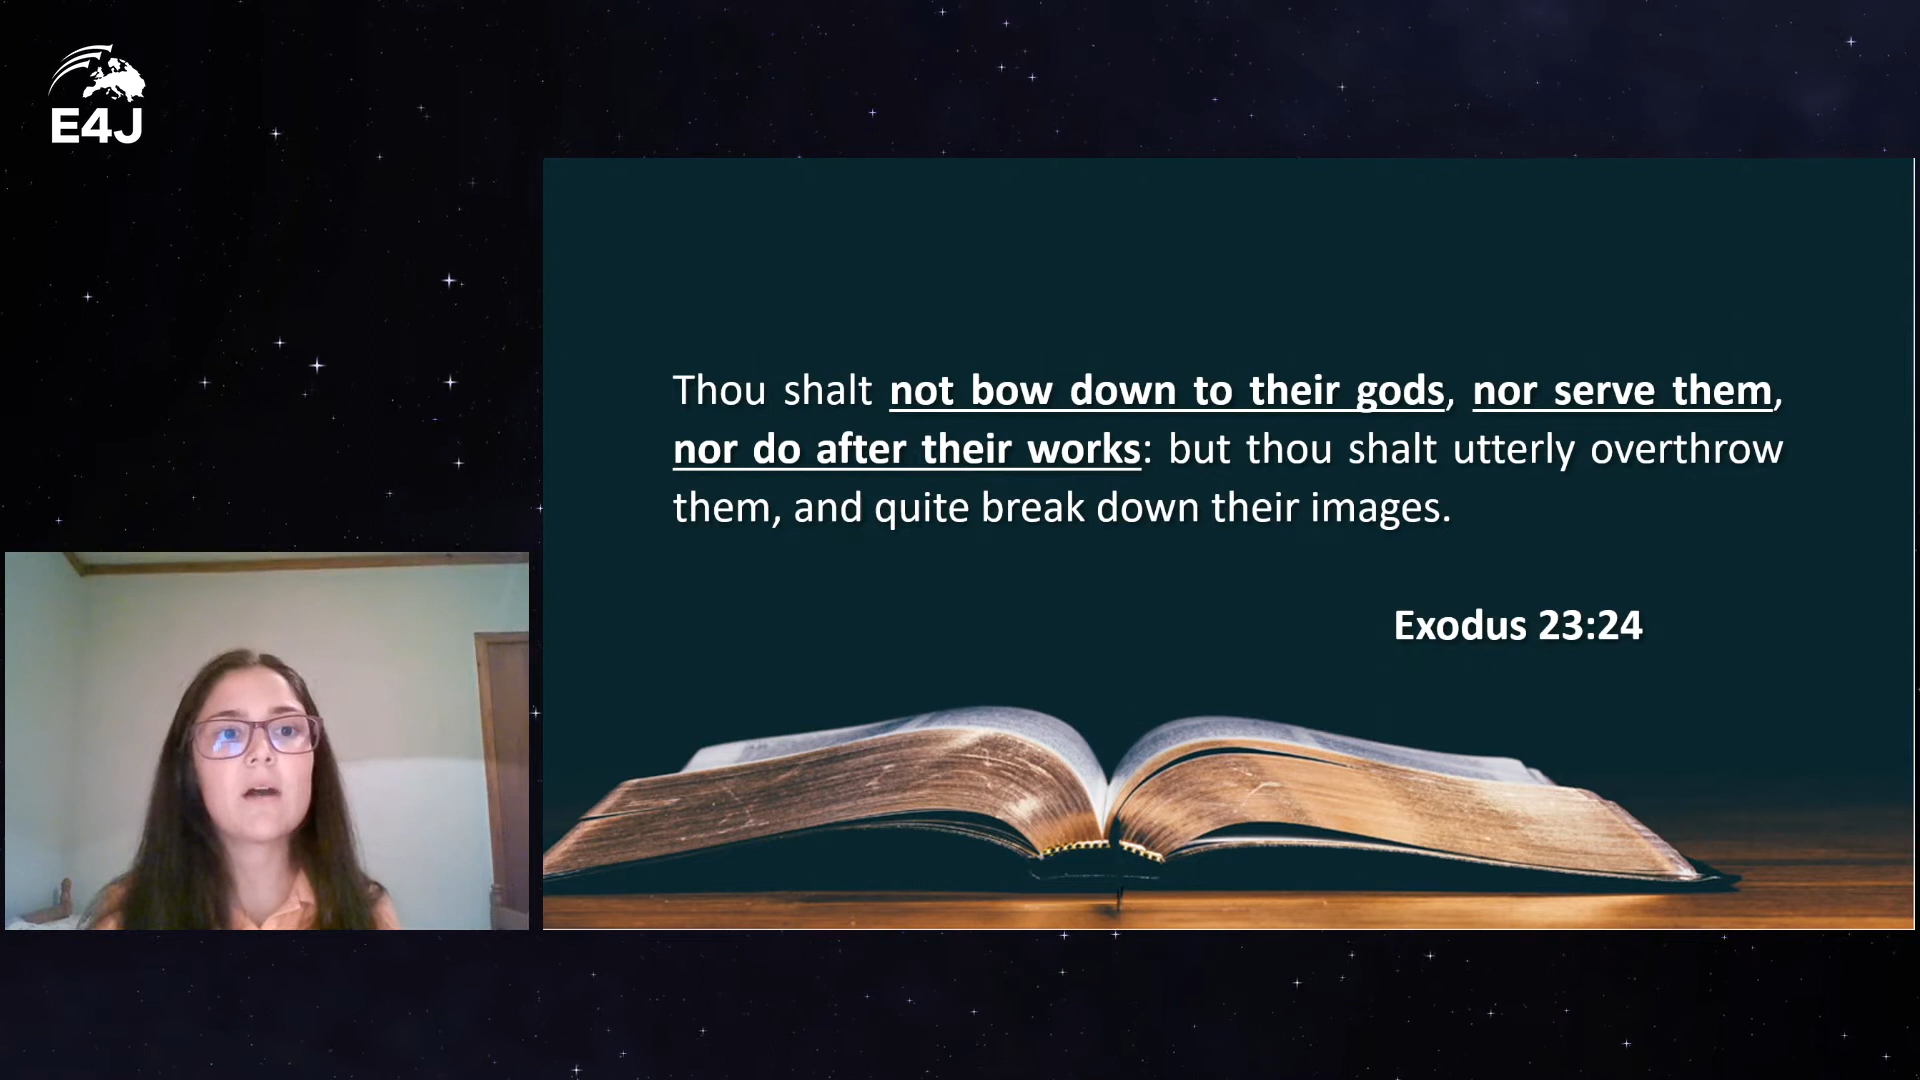 E4J
Thou shalt not bow down to their gods, nor serve them,
nor do after their works: but thou shalt utterly overthrow
them, and quite break down their images.
Exodus 23:24